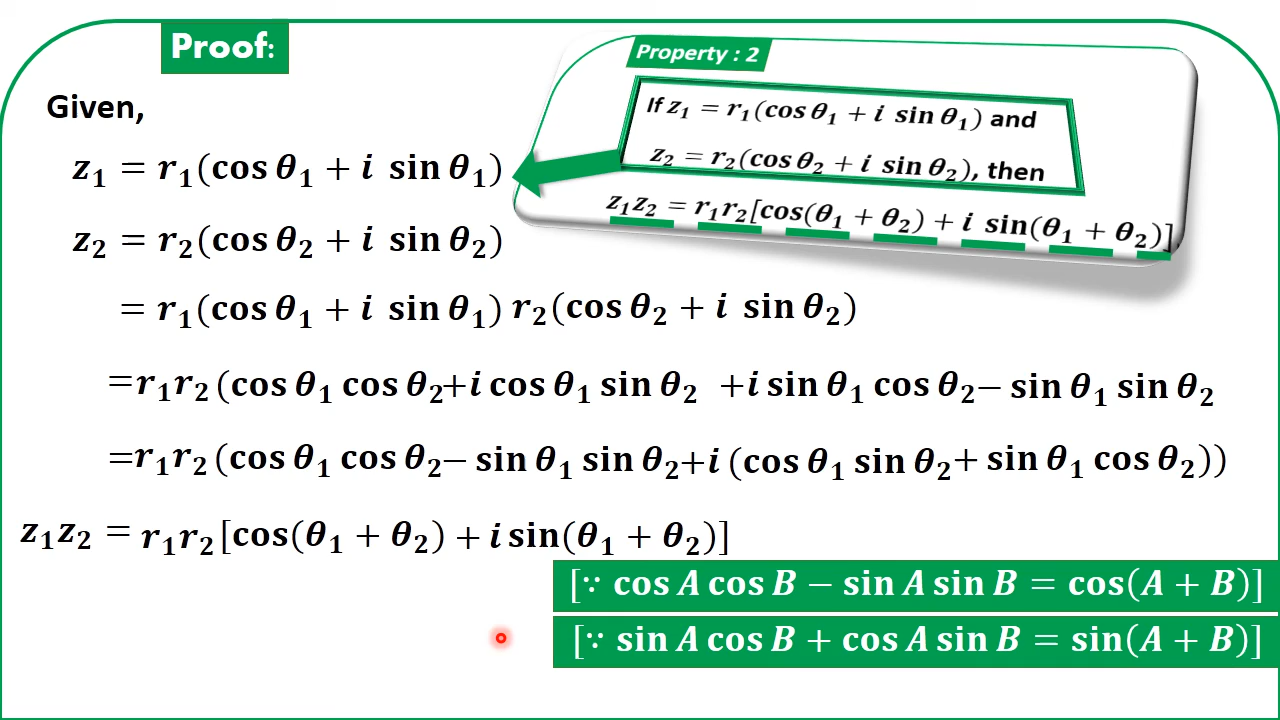 Proof:
Property : 2
If z₁ = r₁(cos θ₁ + i sin θ₁) and
z₂ = r₂(cos θ₂ + i sin θ₂), then
z₁z₂ = r₁r₂[cos(θ₁ + θ₂) + i sin(θ₁ + θ₂)]
Given,
z₁ = r₁(cos θ₁ + i sin θ₁)
z₂ = r₂(cos θ₂ + i sin θ₂)
= r₁(cos θ₁ + i sin θ₁) r₂(cos θ₂ + i sin θ₂)
=r₁r₂ (cos θ₁ cos θ₂+i cos θ₁ sin θ₂ +i sin θ₁ cos θ₂− sin θ₁ sin θ₂
=r₁r₂ (cos θ₁ cos θ₂− sin θ₁ sin θ₂+i (cos θ₁ sin θ₂+ sin θ₁ cos θ₂))
z₁z₂ = r₁r₂ [cos(θ₁ + θ₂) + i sin(θ₁ + θ₂)]
[∵ cos A cos B − sin A sin B = cos(A + B)]
[∵ sin A cos B + cos A sin B = sin(A + B)]